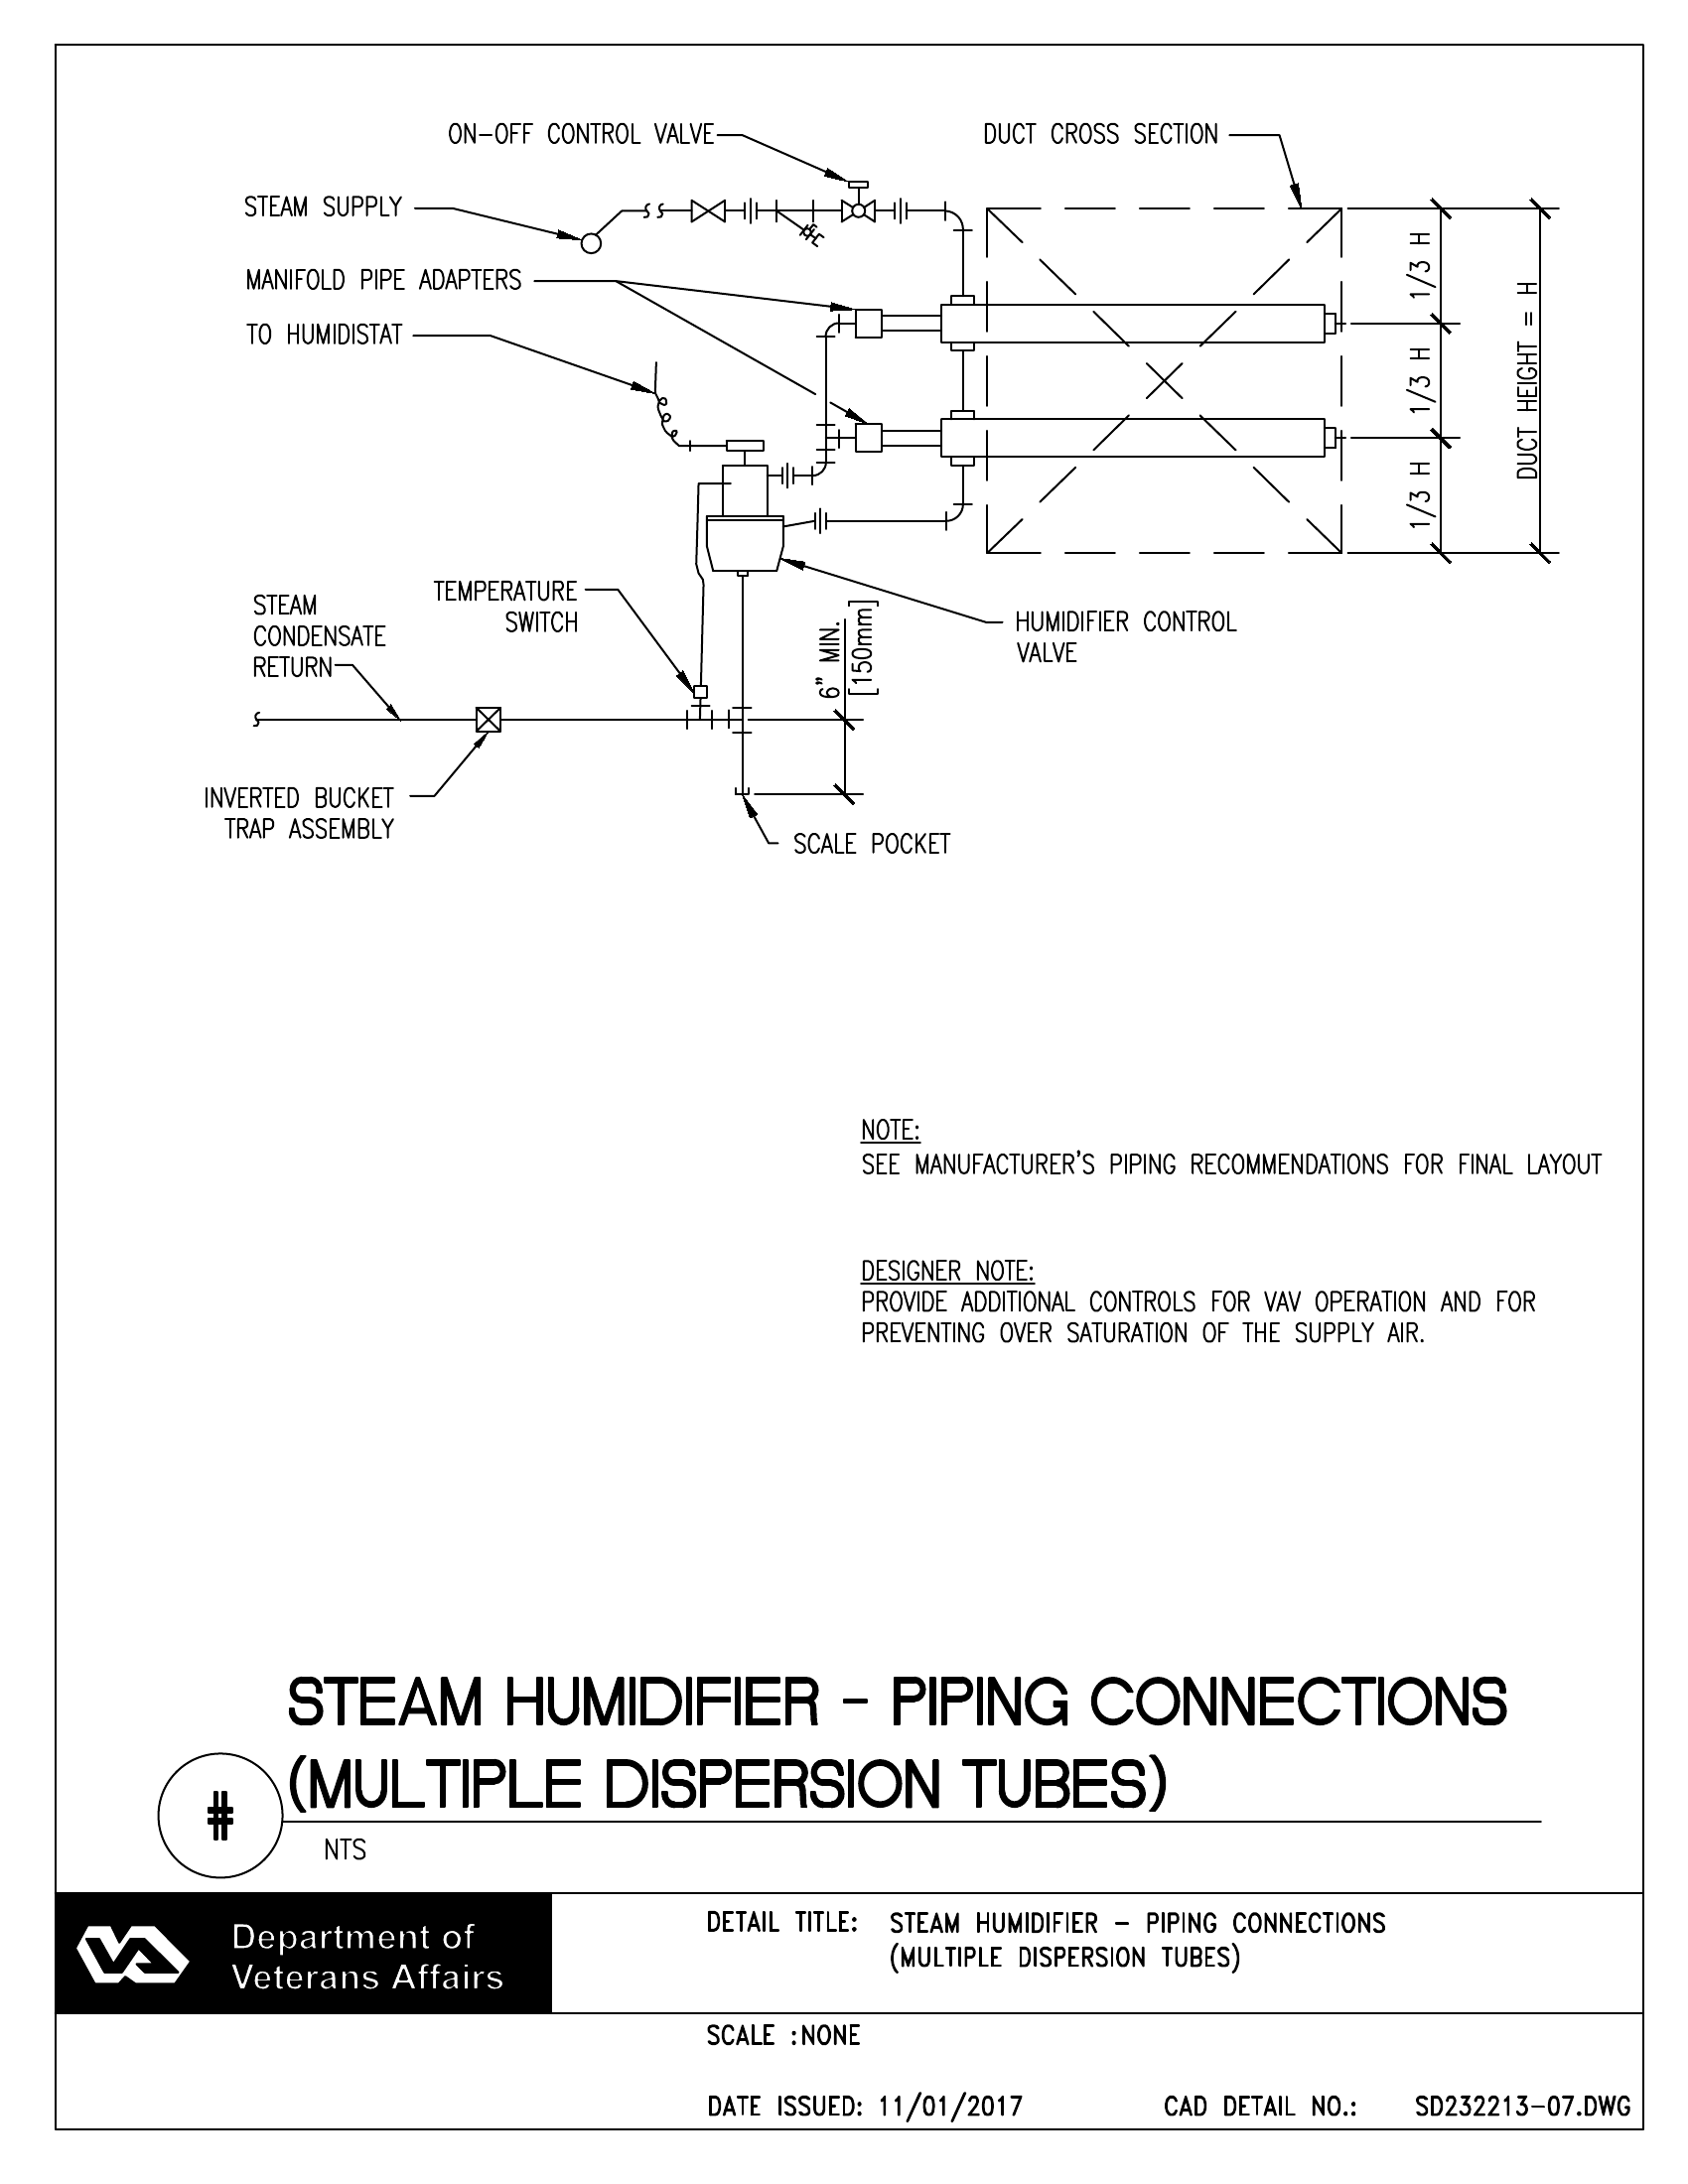 ON-OFF CONTROL VALVE
DUCT CROSS SECTION
STEAM SUPPLY
MANIFOLD PIPE ADAPTERS
TO HUMIDISTAT
1/3 H
1/3 H
1/3 H
DUCT HEIGHT = H
TEMPERATURE
SWITCH
STEAM
CONDENSATE
RETURN
6" MIN.
[150mm]
HUMIDIFIER CONTROL
VALVE
INVERTED BUCKET
TRAP ASSEMBLY
SCALE POCKET
NOTE:
SEE MANUFACTURER'S PIPING RECOMMENDATIONS FOR FINAL LAYOUT
DESIGNER NOTE:
PROVIDE ADDITIONAL CONTROLS FOR VAV OPERATION AND FOR
PREVENTING OVER SATURATION OF THE SUPPLY AIR.
STEAM HUMIDIFIER - PIPING CONNECTIONS
(MULTIPLE DISPERSION TUBES)
#
NTS
VA
Department of
Veterans Affairs
DETAIL TITLE: STEAM HUMIDIFIER - PIPING CONNECTIONS
(MULTIPLE DISPERSION TUBES)
SCALE :NONE
DATE ISSUED: 11/01/2017 CAD DETAIL NO.: SD232213-07.DWG